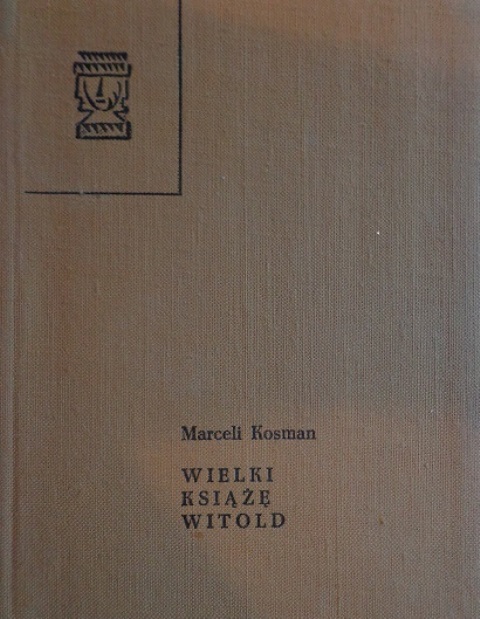 Marceli Kosman
WIELKI
KSIĄŻĘ
WITOLD